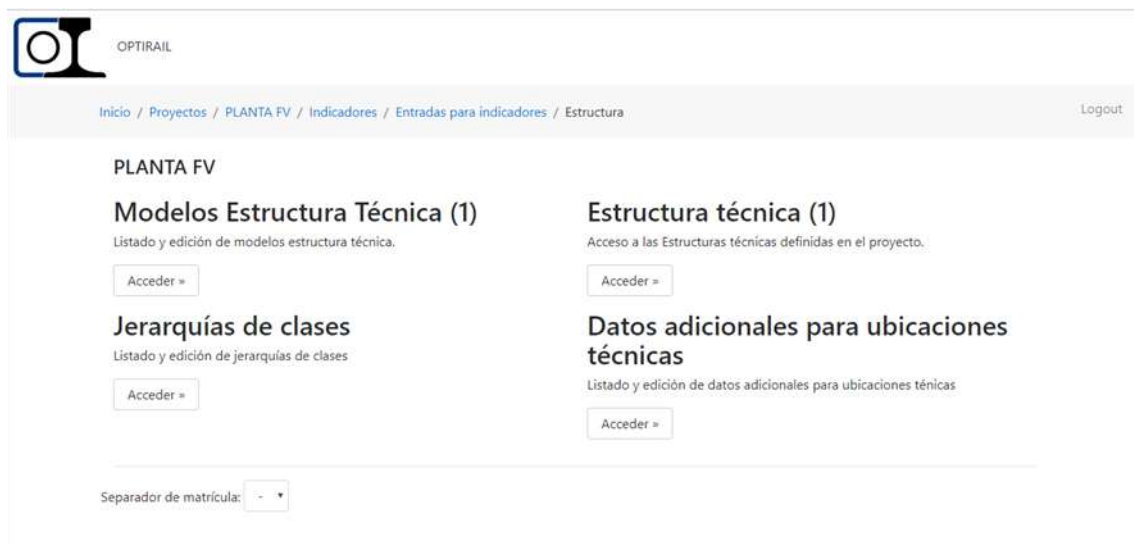 OPTIRAIL
Inicio / Proyectos / PLANTA FV / Indicadores / Entradas para indicadores / Estructura
Logout
PLANTA FV
Modelos Estructura Técnica (1)
Listado y edición de modelos estructura técnica.
Acceder »
Estructura técnica (1)
Acceso a las Estructuras técnicas definidas en el proyecto.
Acceder »
Jerarquías de clases
Listado y edición de jerarquías de clases
Acceder »
Datos adicionales para ubicaciones
técnicas
Listado y edición de datos adicionales para ubicaciones ténicas
Acceder »
Separador de matrícula: -